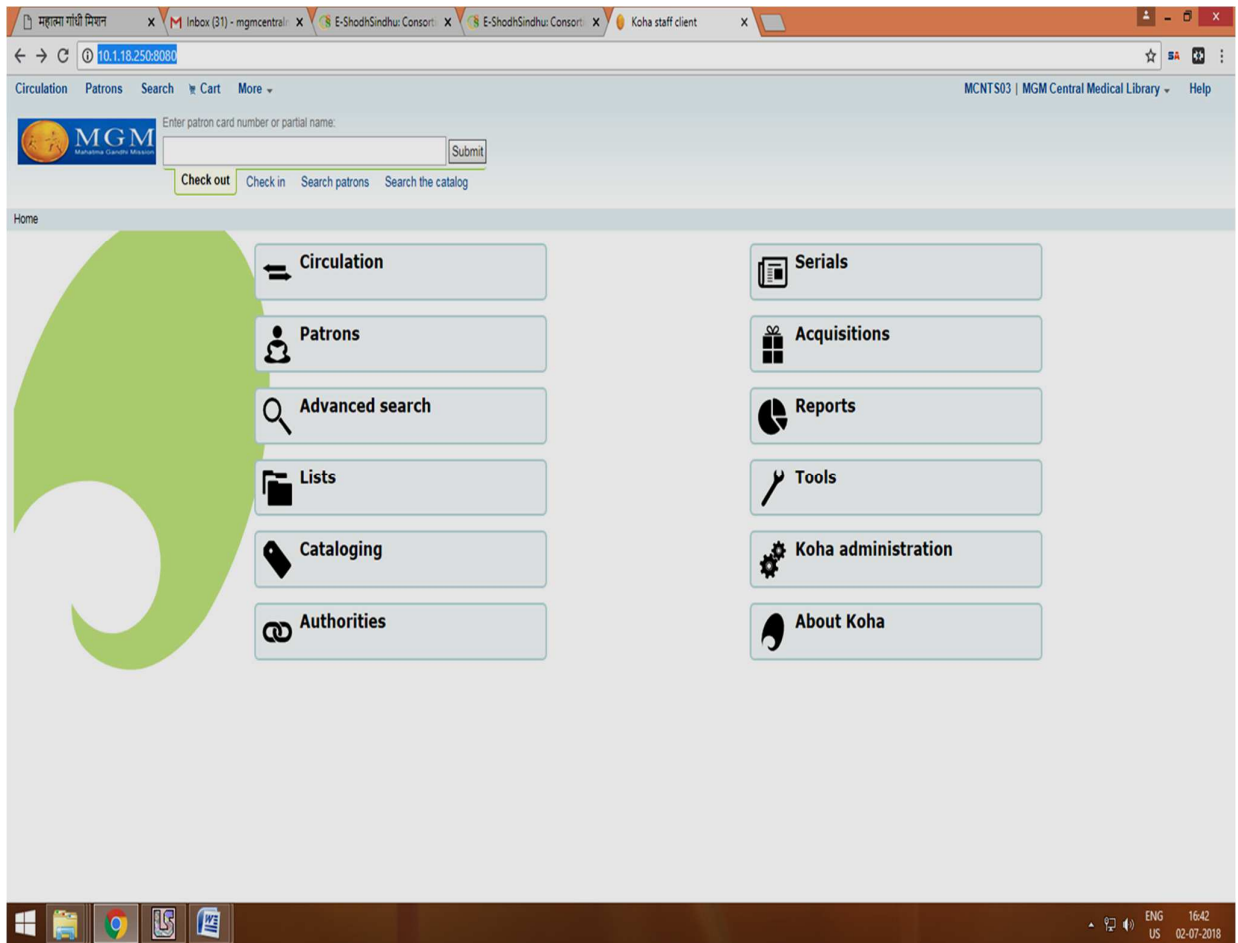 महात्मा गांधी मिशन Inbox (31) - mgmcentral E-ShodhSindhu: Consorti E-ShodhSindhu: Consorti Koha staff client
10.1.18.250:8080
Circulation Patrons Search Cart More MCNTS03 | MGM Central Medical Library Help
Enter patron card number or partial name:
MGM
Mahatma Gandhi Mission
Submit
Check out Check in Search patrons Search the catalog
Home
Circulation Serials
Patrons Acquisitions
Advanced search Reports
Lists Tools
Cataloging Koha administration
Authorities About Koha
ENG 16:42
US 02-07-2018